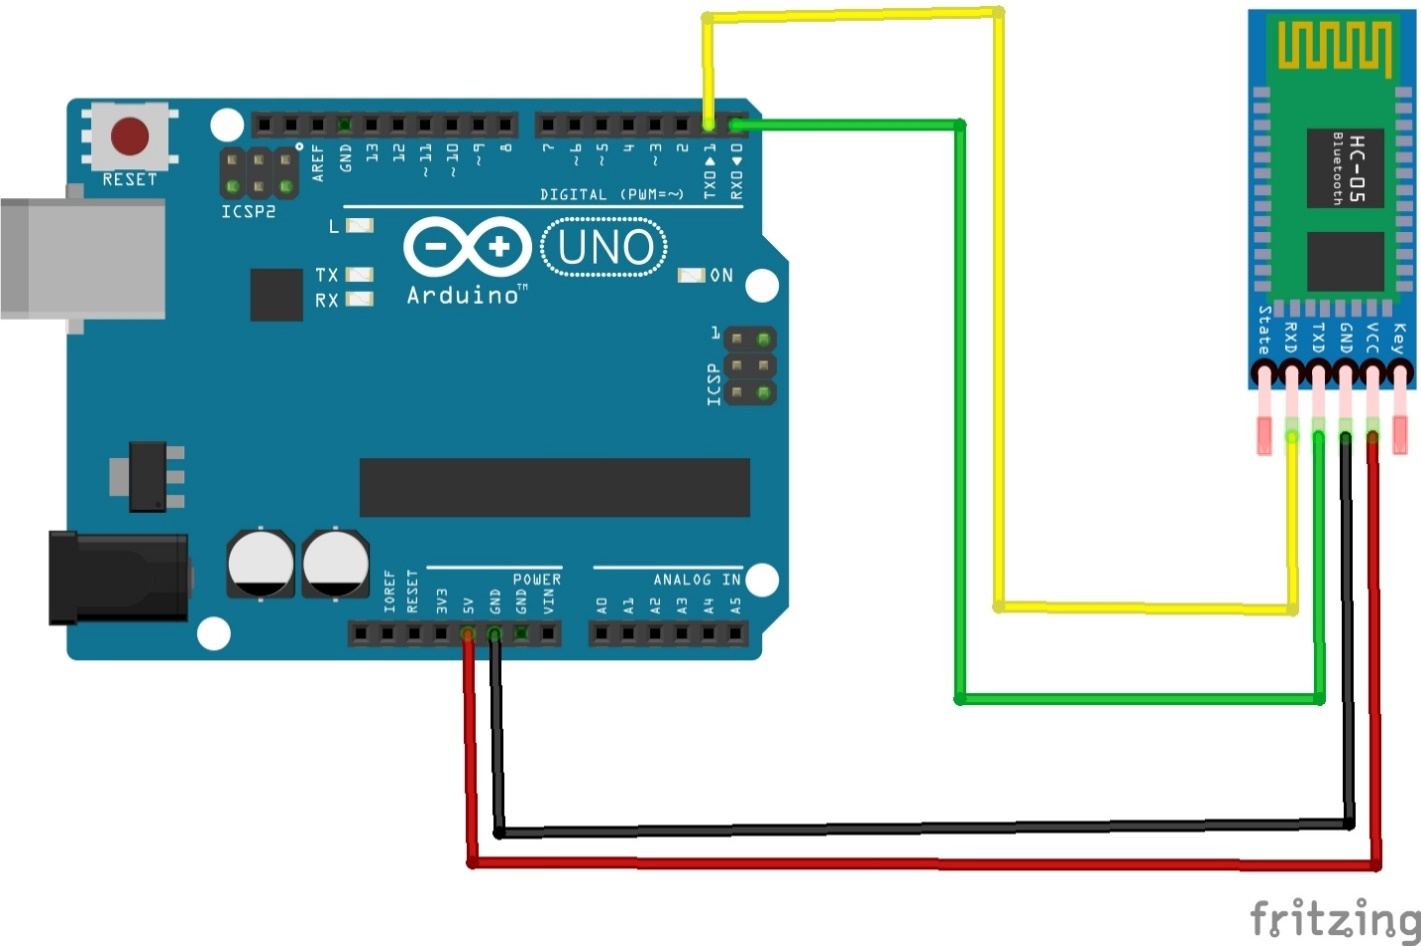 RESET
ICSP2
AREF
GND
13
12
~11
~10
~9
8
7
~6
~5
4
~3
2
TX0▶1
RX0◀0
DIGITAL (PWM=~)
L
TX
RX
UNO
Arduino™
ON
1
ICSP
IOREF
RESET
3V3
5V
GND
GND
VIN
POWER
ANALOG IN
A0
A1
A2
A3
A4
A5
HC-05
Bluetooth
State
RXD
TXD
GND
VCC
Key
fritzing